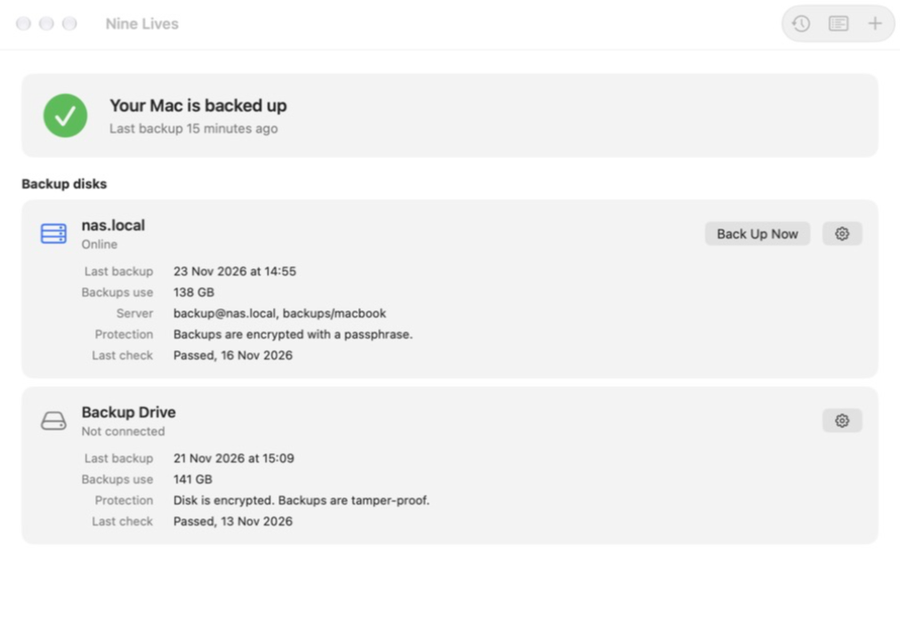 Nine Lives
Your Mac is backed up
Last backup 15 minutes ago
Backup disks
nas.local
Online
Back Up Now
Last backup 23 Nov 2026 at 14:55
Backups use 138 GB
Server backup@nas.local, backups/macbook
Protection Backups are encrypted with a passphrase.
Last check Passed, 16 Nov 2026
Backup Drive
Not connected
Last backup 21 Nov 2026 at 15:09
Backups use 141 GB
Protection Disk is encrypted. Backups are tamper-proof.
Last check Passed, 13 Nov 2026